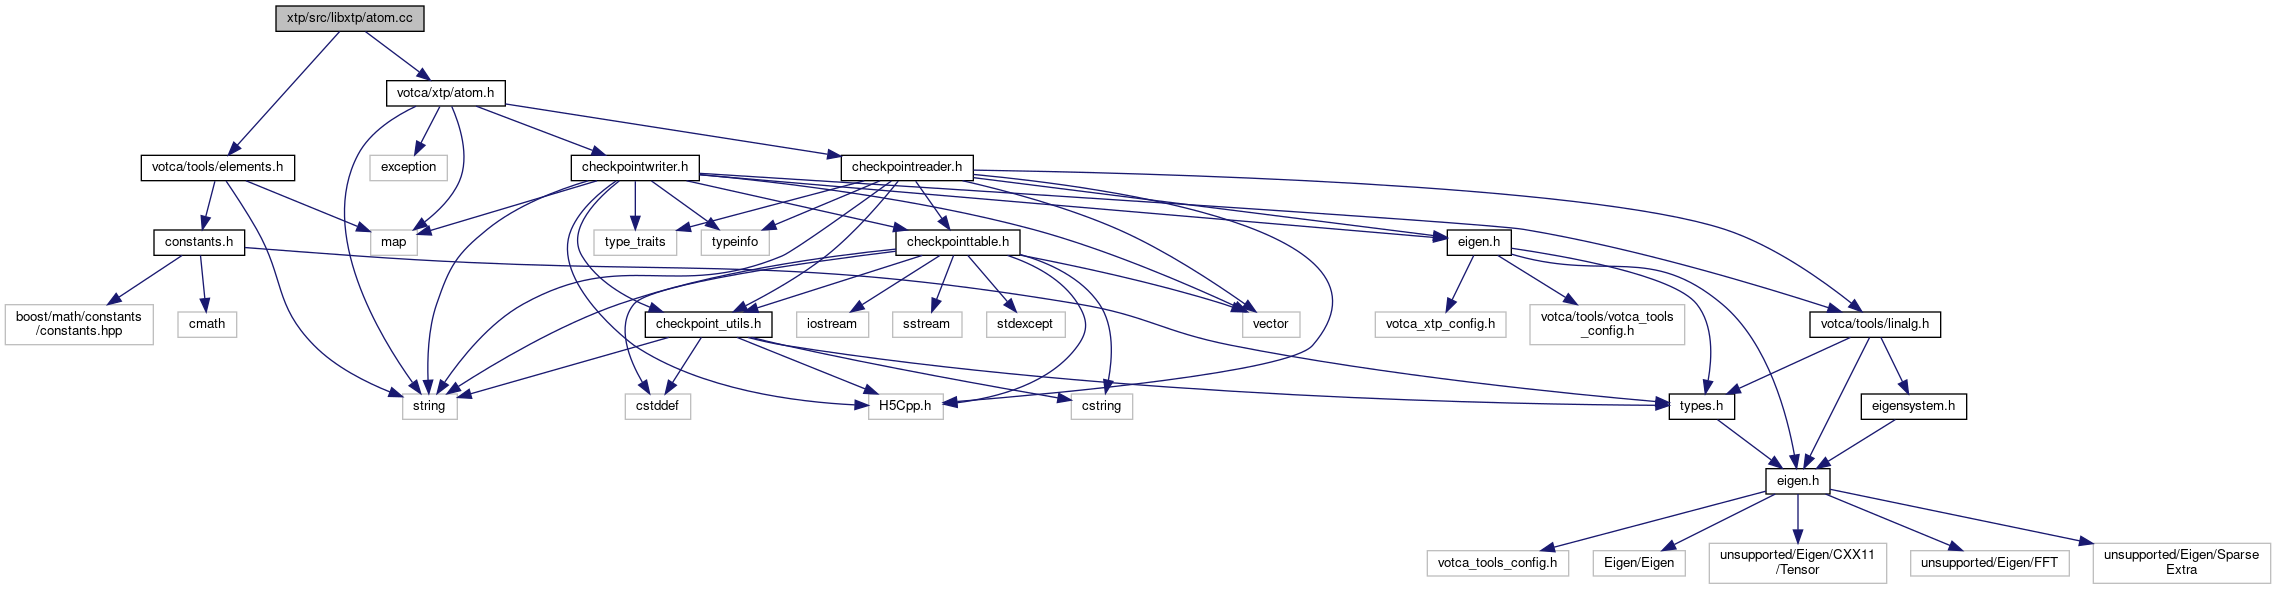 xtp/src/libxtp/atom.cc
votca/xtp/atom.h
votca/tools/elements.h
exception
checkpointwriter.h
checkpointreader.h
constants.h
map
type_traits
typeinfo
checkpointtable.h
eigen.h
boost/math/constants
/constants.hpp
cmath
checkpoint_utils.h
iostream
sstream
stdexcept
vector
votca_xtp_config.h
votca/tools/votca_tools
_config.h
votca/tools/linalg.h
string
cstddef
H5Cpp.h
cstring
types.h
eigensystem.h
eigen.h
votca_tools_config.h
Eigen/Eigen
unsupported/Eigen/CXX11
/Tensor
unsupported/Eigen/FFT
unsupported/Eigen/Sparse
Extra